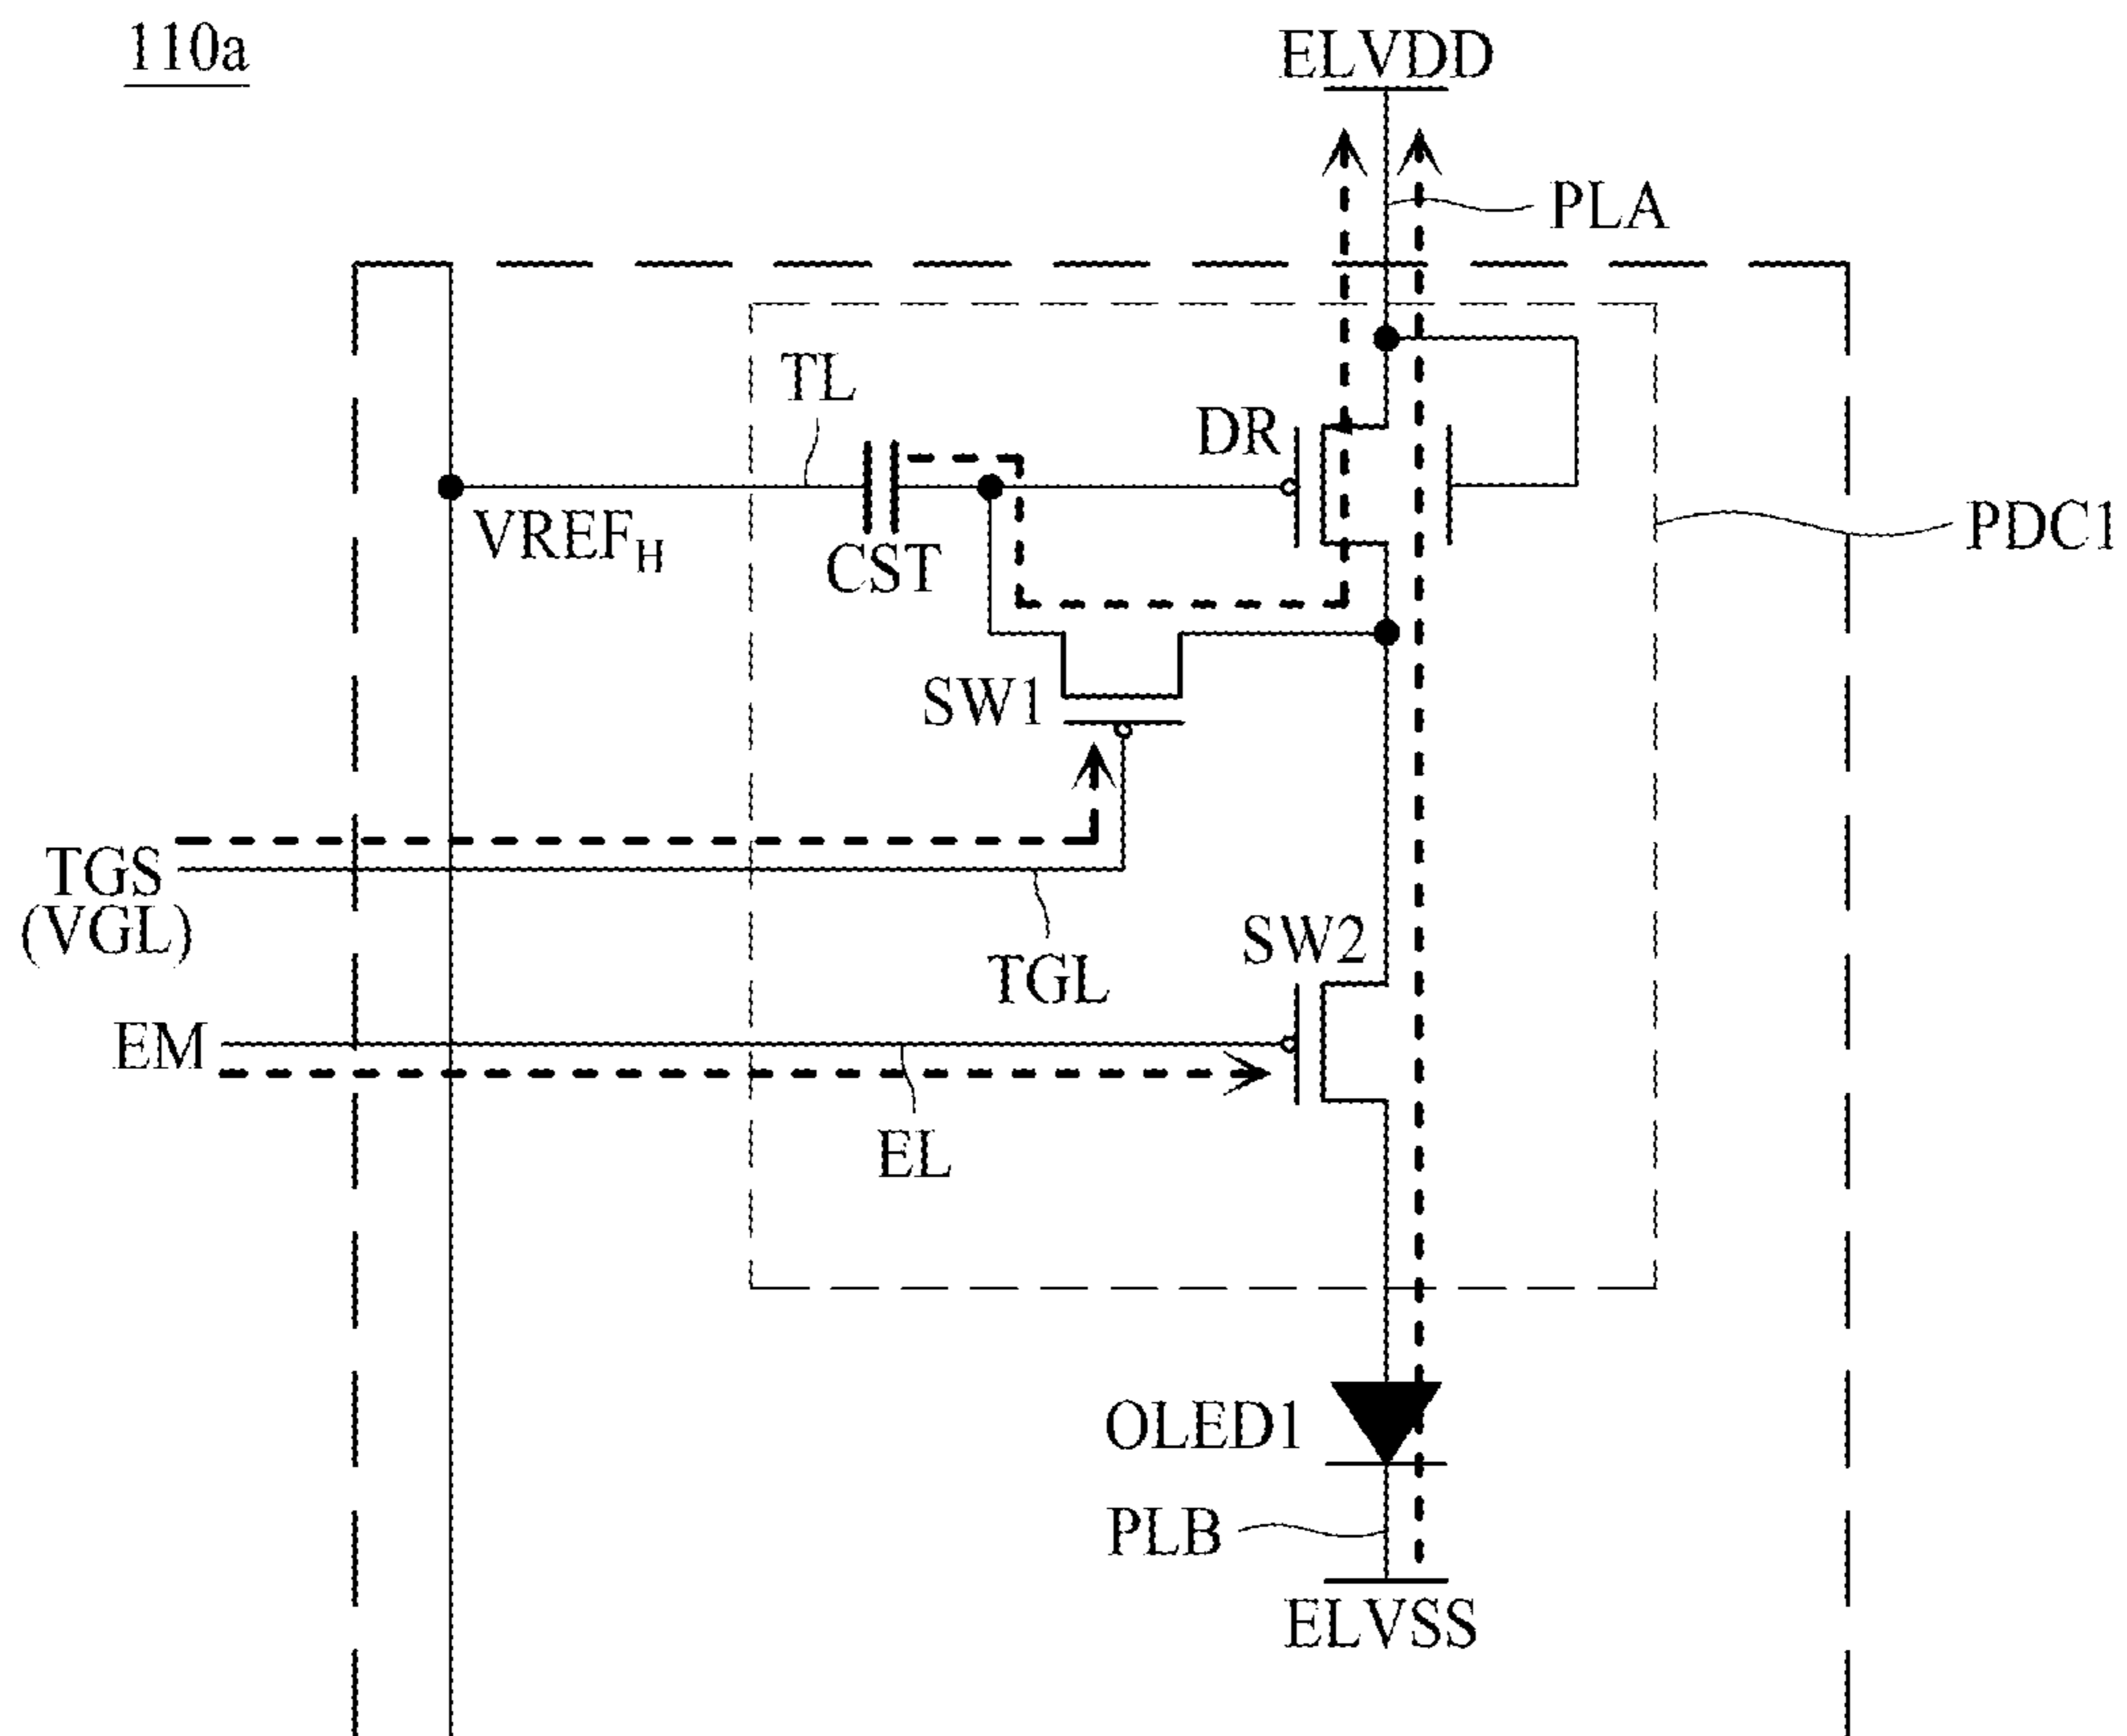 110a
ELVDD
PLA
TL
DR
VREFH
CST
PDC1
SW1
TGS
(VGL)
TGL
SW2
EM
EL
OLED1
PLB
ELVSS